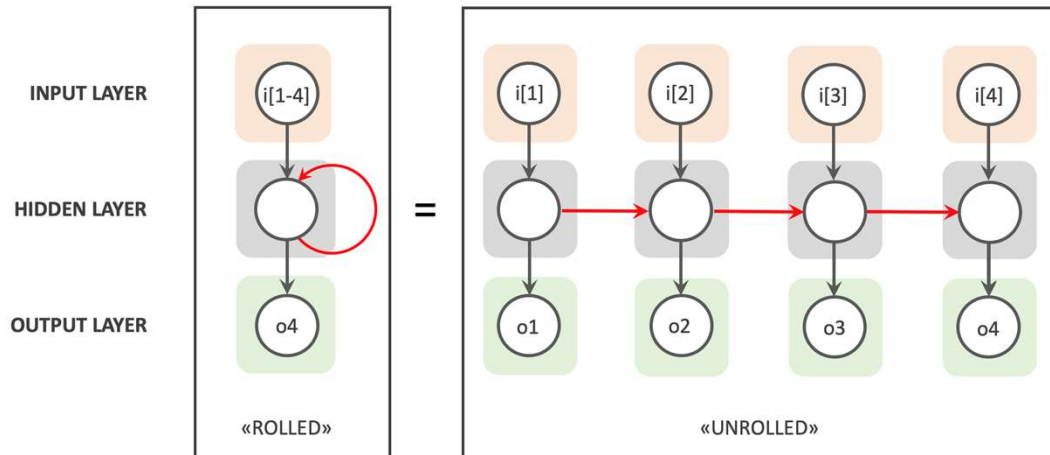 INPUT LAYER
i[1-4]
i[1]
i[2]
i[3]
i[4]
HIDDEN LAYER
=
OUTPUT LAYER
o4
o1
o2
o3
o4
«ROLLED»
«UNROLLED»